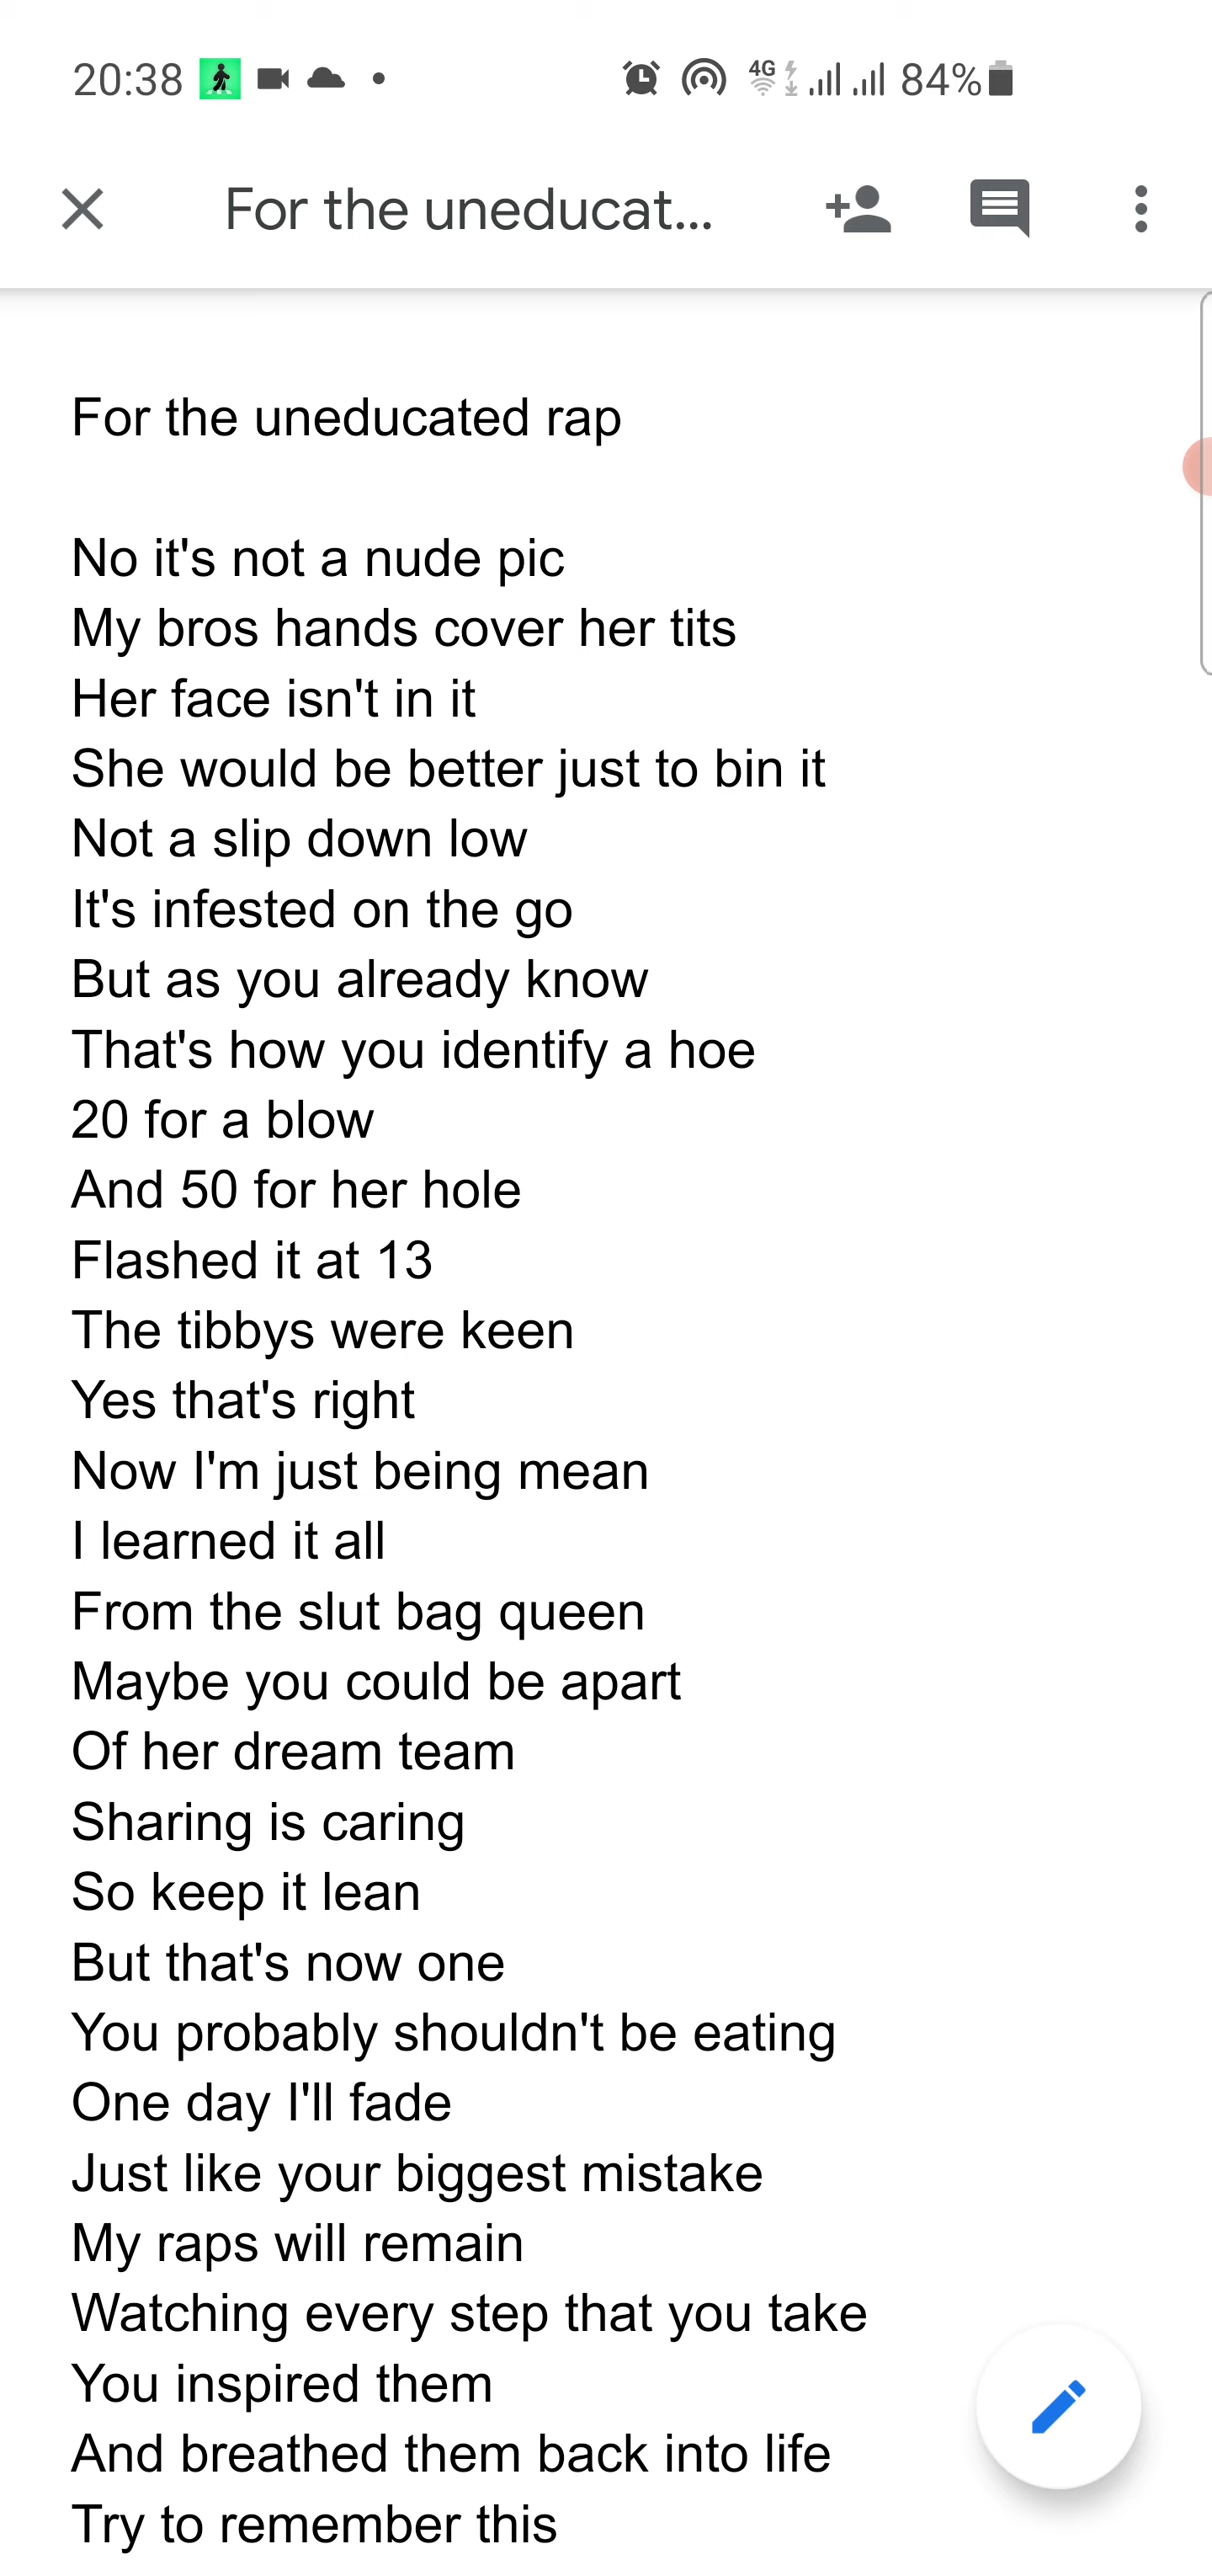 20:38 4G 84%
For the uneducat...
For the uneducated rap
No it's not a nude pic
My bros hands cover her tits
Her face isn't in it
She would be better just to bin it
Not a slip down low
It's infested on the go
But as you already know
That's how you identify a hoe
20 for a blow
And 50 for her hole
Flashed it at 13
The tibbys were keen
Yes that's right
Now I'm just being mean
I learned it all
From the slut bag queen
Maybe you could be apart
Of her dream team
Sharing is caring
So keep it lean
But that's now one
You probably shouldn't be eating
One day I'll fade
Just like your biggest mistake
My raps will remain
Watching every step that you take
You inspired them
And breathed them back into life
Try to remember this